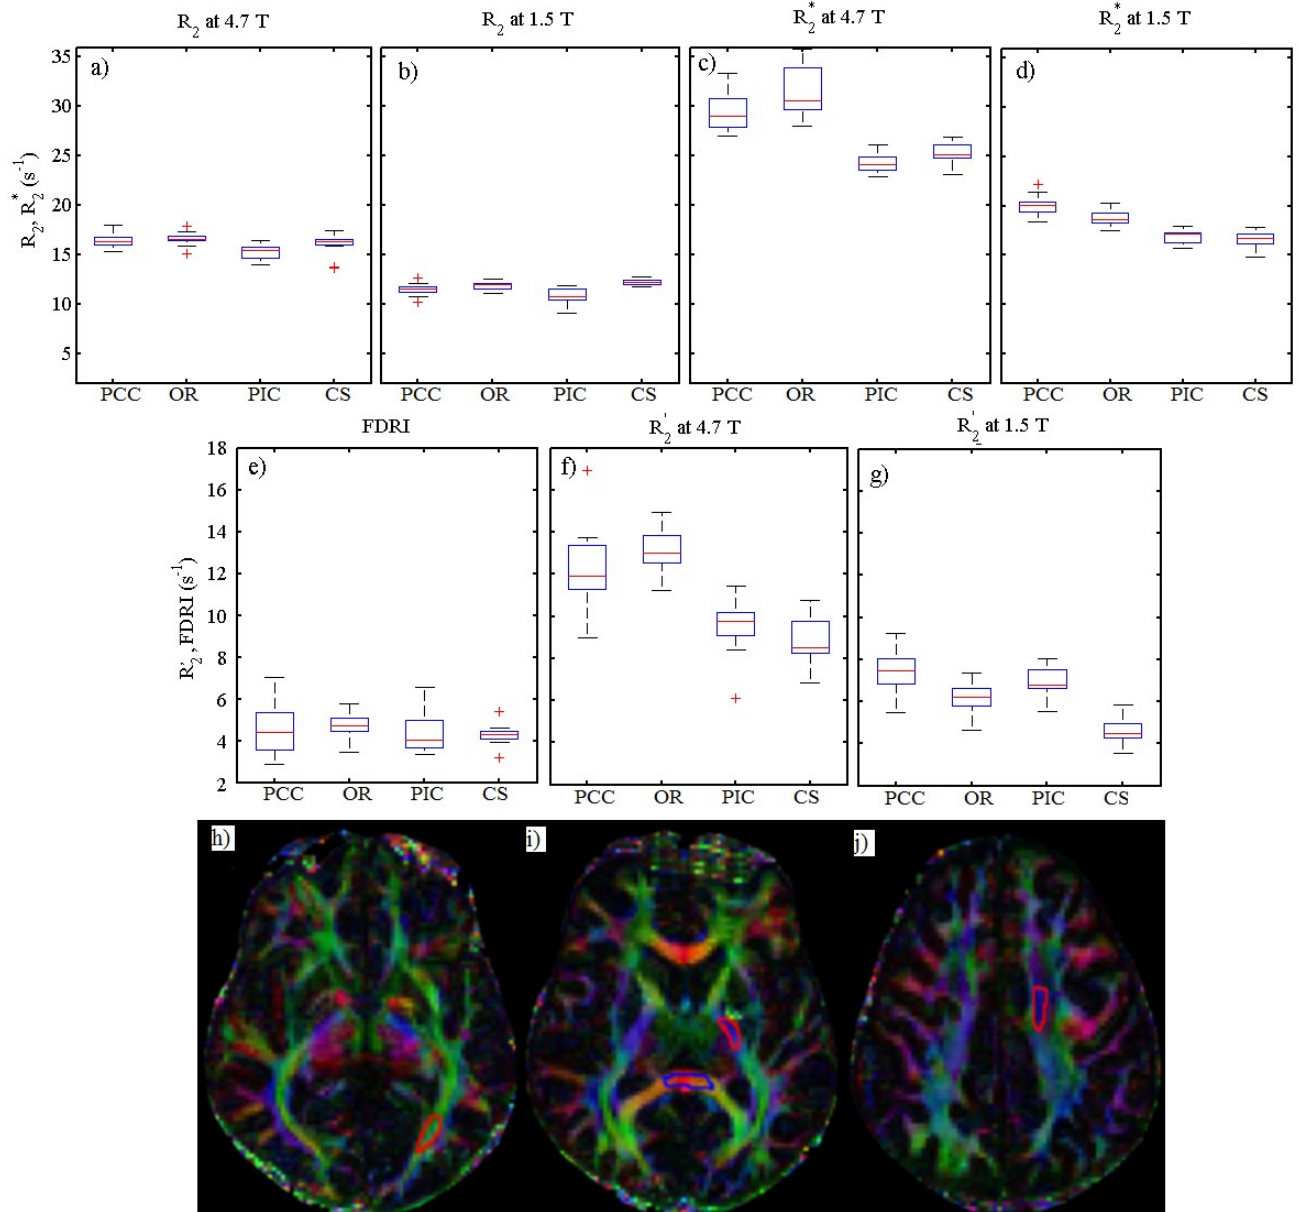 R2 at 4.7 T
R2 at 1.5 T
R2* at 4.7 T
R2* at 1.5 T
R2, R2* (s-1)
35
30
25
20
15
10
5
a)
b)
c)
d)
PCC OR PIC CS
PCC OR PIC CS
PCC OR PIC CS
PCC OR PIC CS
FDRI
R2' at 4.7 T
R2' at 1.5 T
R2', FDRI (s-1)
18
16
14
12
10
8
6
4
2
e)
f)
g)
PCC OR PIC CS
PCC OR PIC CS
PCC OR PIC CS
h)
i)
j)